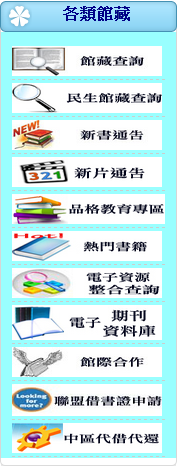 各類館藏
館藏查詢
民生館藏查詢
NEW!
新書通告
321
新片通告
品格教育專區
Hot!
熱門書籍
電子資源
整合查詢
電子 期刊
資料庫
館際合作
Looking
for
more?
聯盟借書證申請
中區代借代還